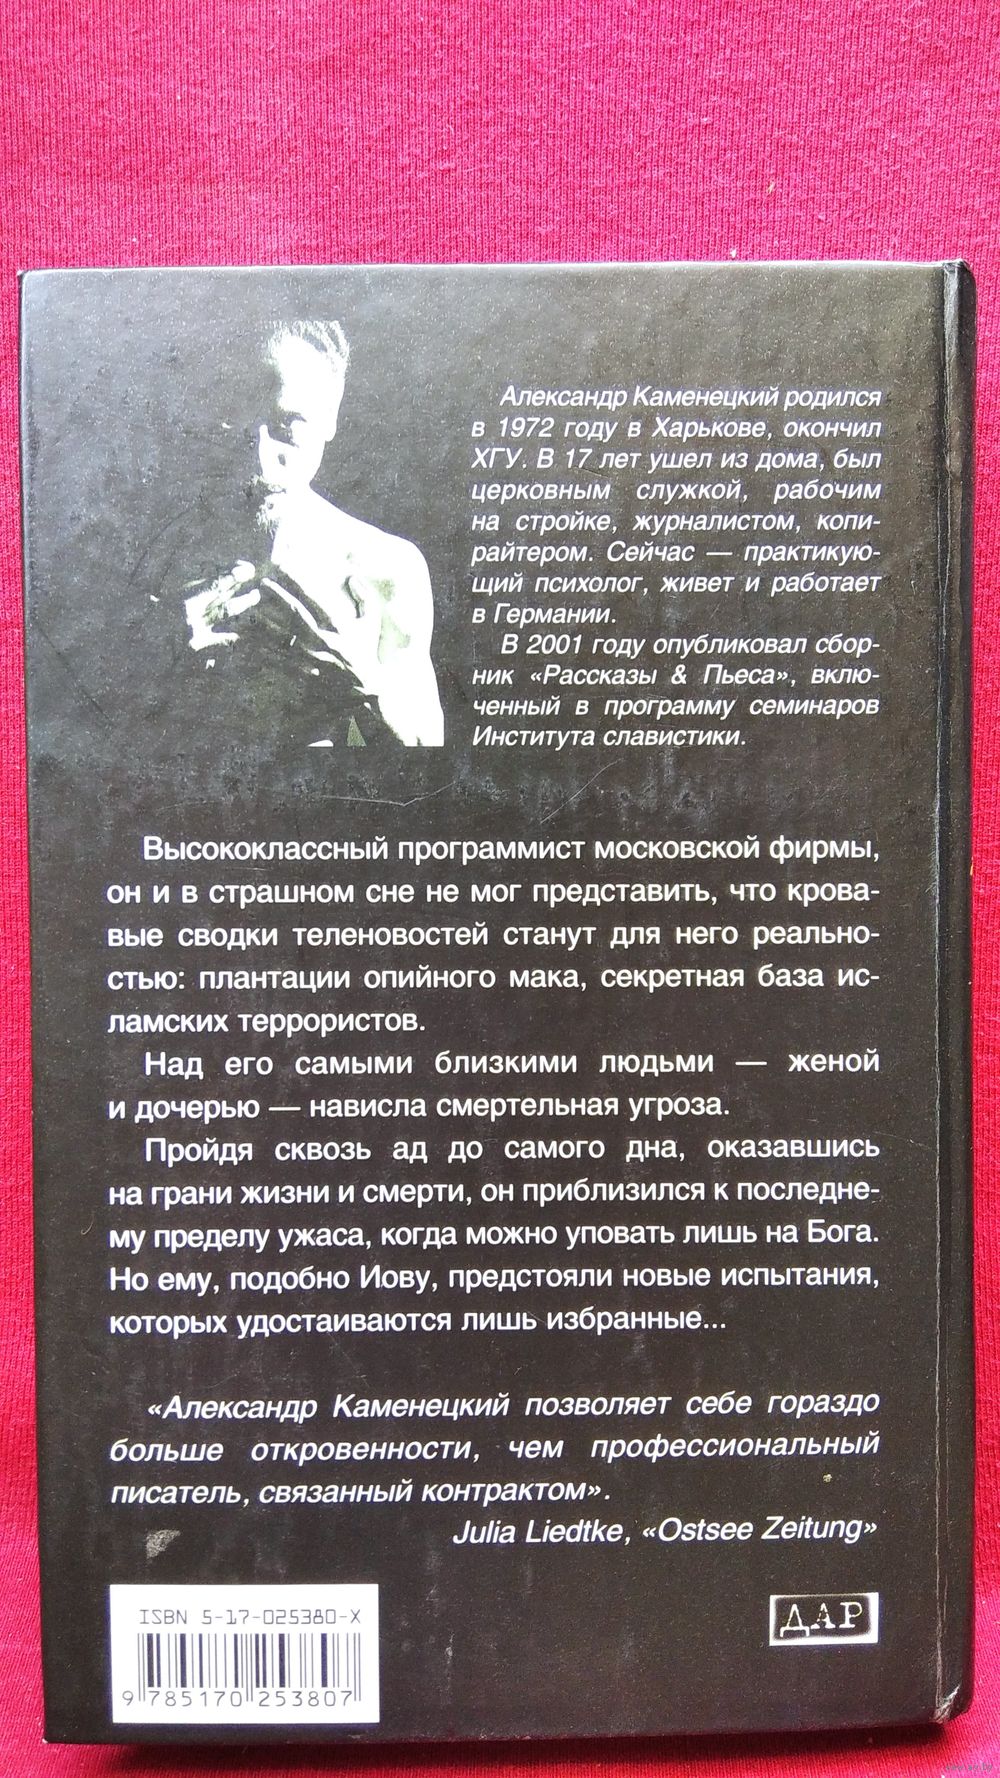 Александр Каменецкий родился
в 1972 году в Харькове, окончил
ХГУ. В 17 лет ушел из дома, был
церковным служкой, рабочим
на стройке, журналистом, копи-
райтером. Сейчас — практикую-
щий психолог, живет и работает
в Германии.
В 2001 году опубликовал сбор-
ник «Рассказы & Пьеса», вклю-
ченный в программу семинаров
Института славистики.
Высококлассный программист московской фирмы,
он и в страшном сне не мог представить, что крова-
вые сводки теленовостей станут для него реально-
стью: плантации опийного мака, секретная база ис-
ламских террористов.
Над его самыми близкими людьми — женой
и дочерью — нависла смертельная угроза.
Пройдя сквозь ад до самого дна, оказавшись
на грани жизни и смерти, он приблизился к последне-
му пределу ужаса, когда можно уповать лишь на Бога.
Но ему, подобно Иову, предстояли новые испытания,
которых удостаиваются лишь избранные...
«Александр Каменецкий позволяет себе гораздо
больше откровенности, чем профессиональный
писатель, связанный контрактом».
Julia Liedtke, «Ostsee Zeitung»
ISBN 5-17-025380-X
9 785170 253807
ДАР